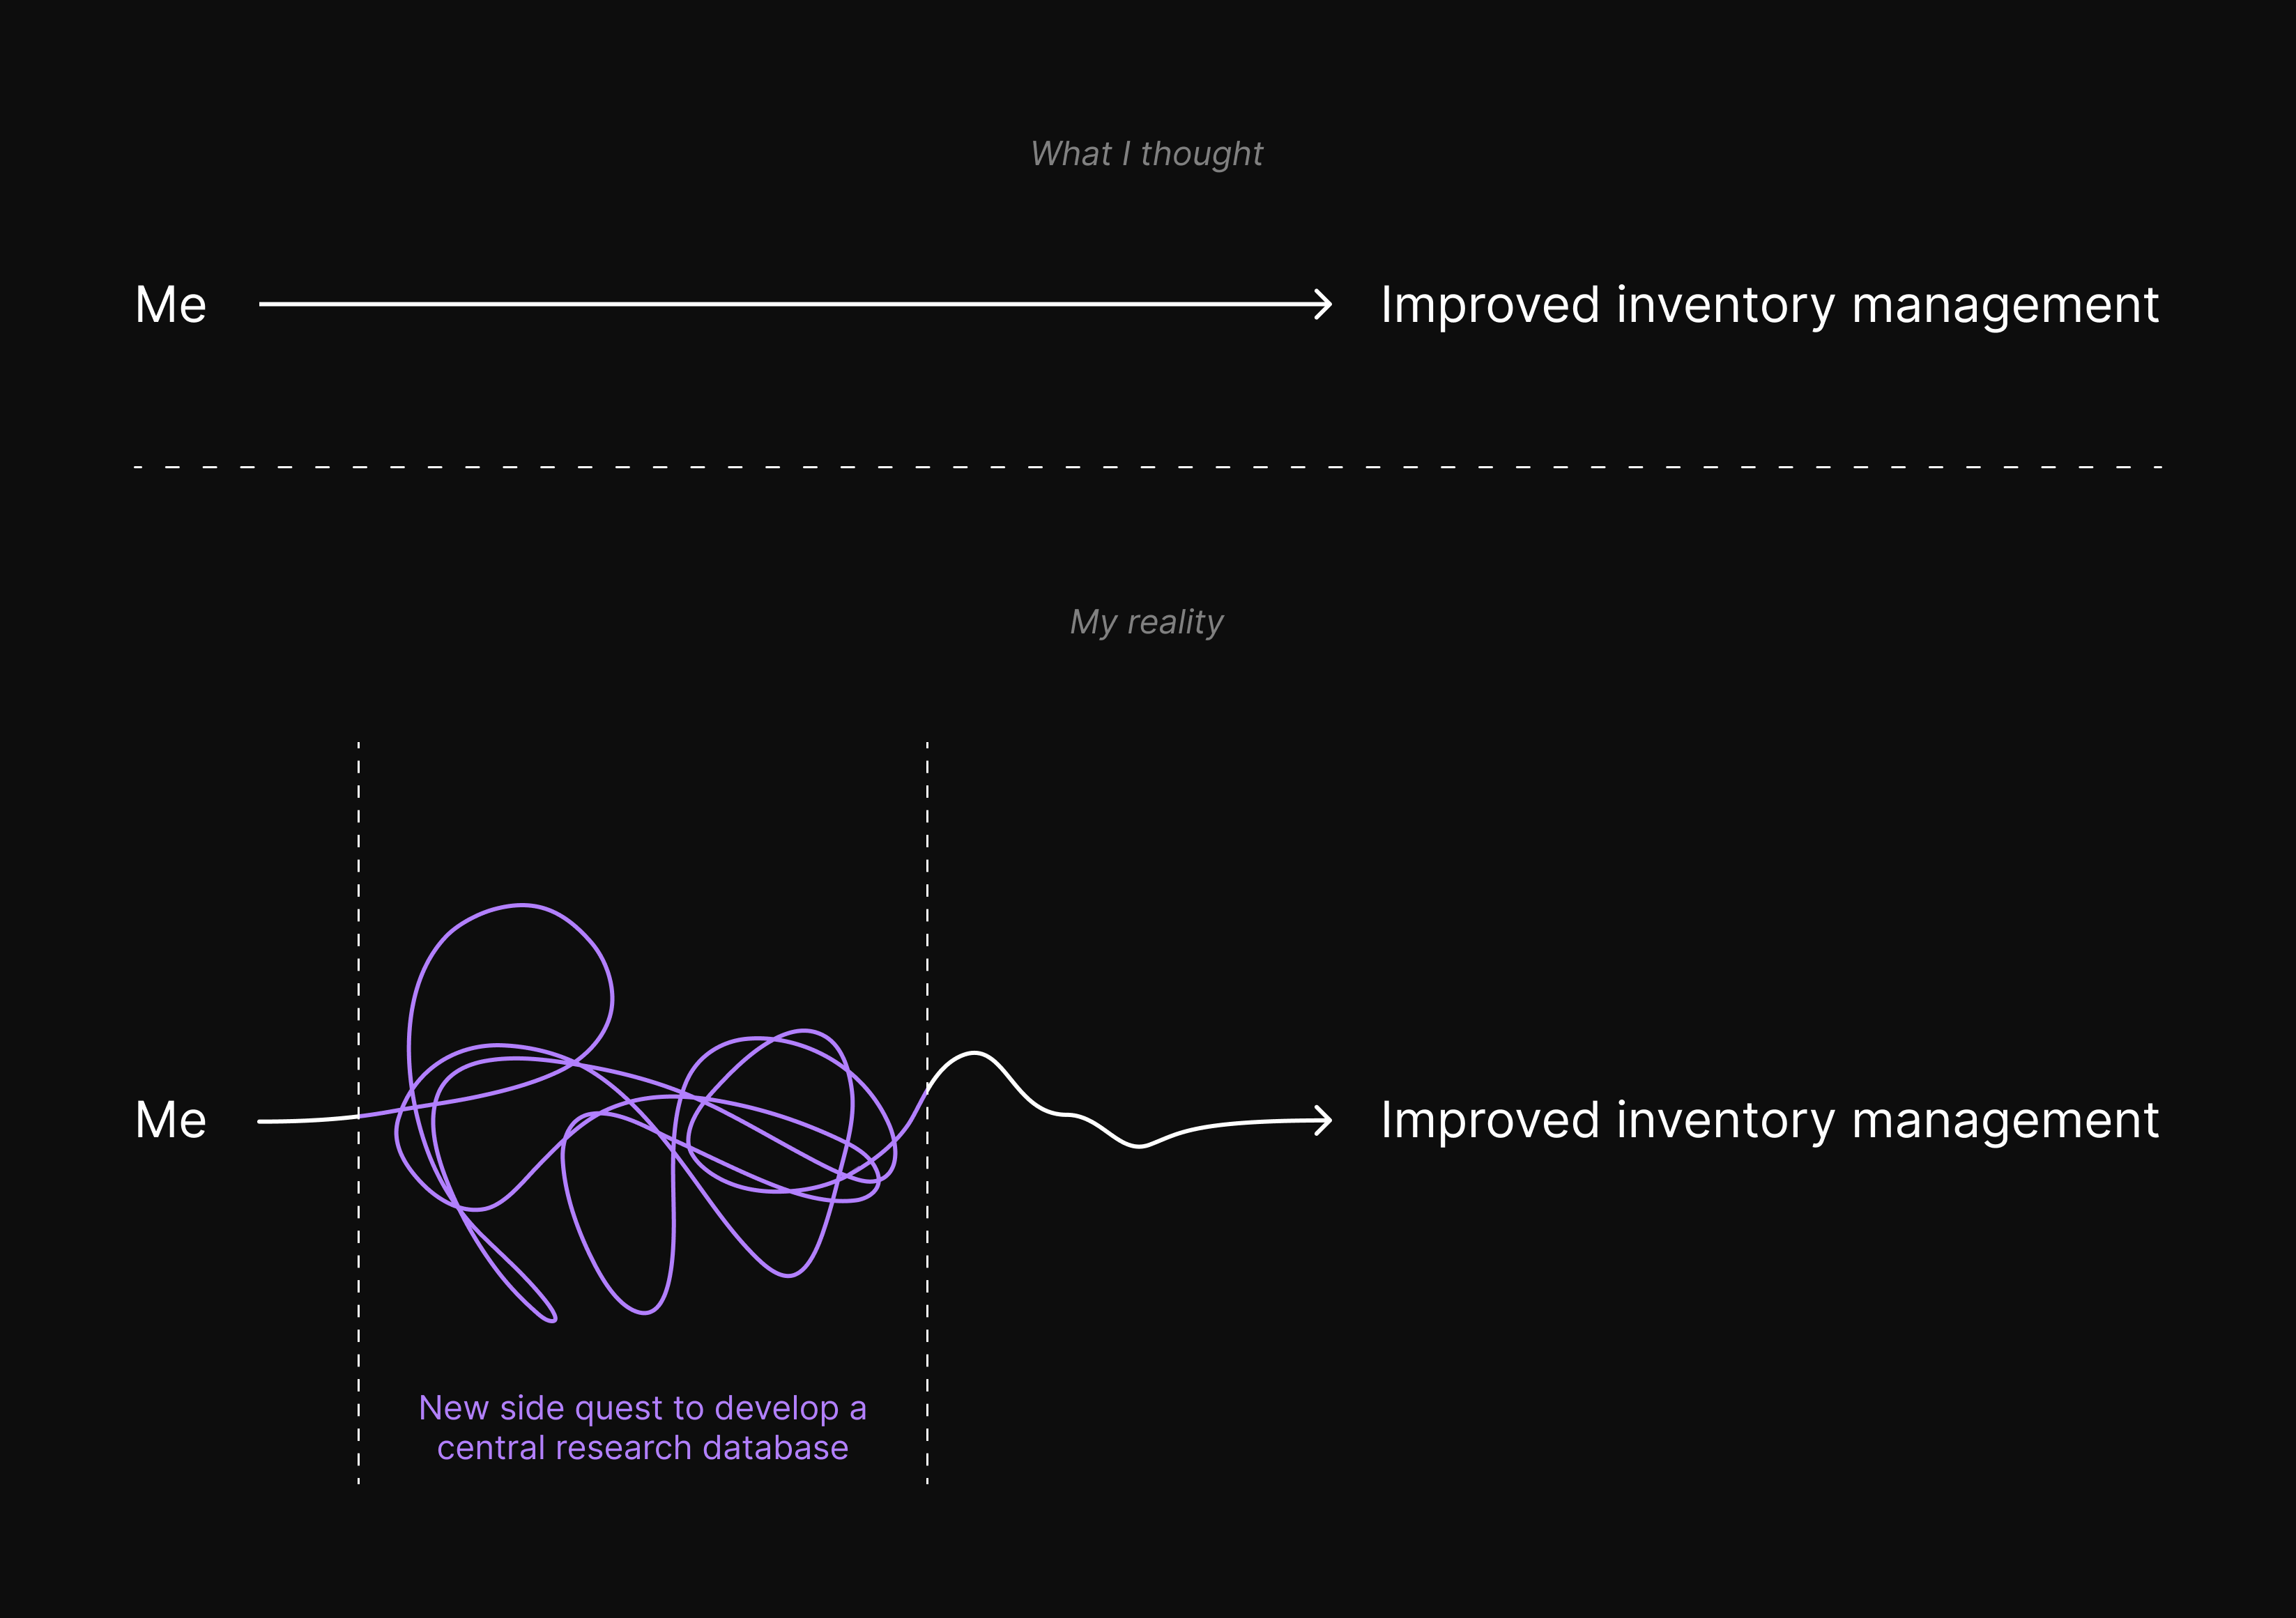 What I thought
Me
Improved inventory management
My reality
Me
Improved inventory management
New side quest to develop a
central research database